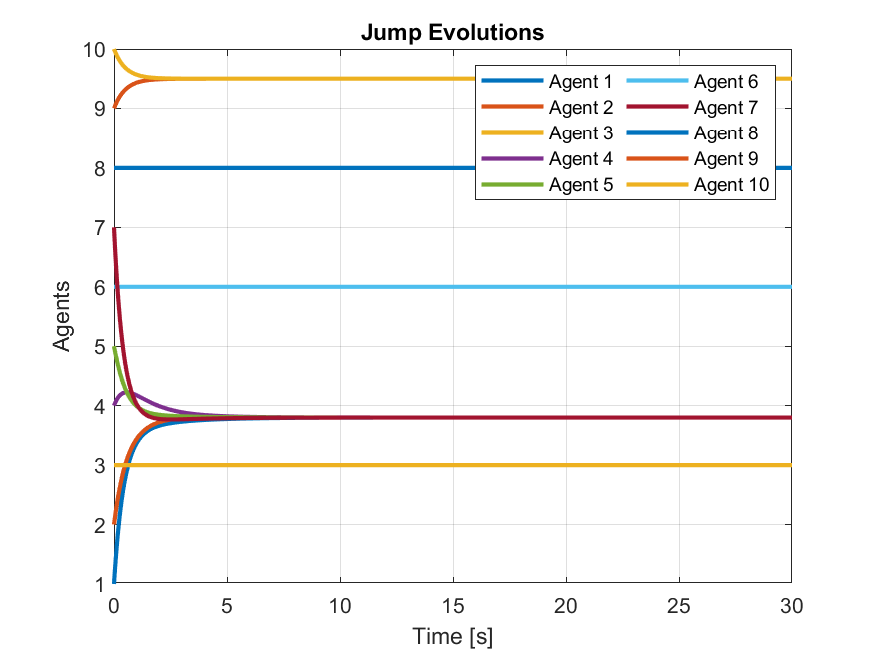 Jump Evolutions
10
9
8
7
6
5
4
3
2
1
Agents
Agent 1
Agent 2
Agent 3
Agent 4
Agent 5
Agent 6
Agent 7
Agent 8
Agent 9
Agent 10
0 5 10 15 20 25 30
Time [s]